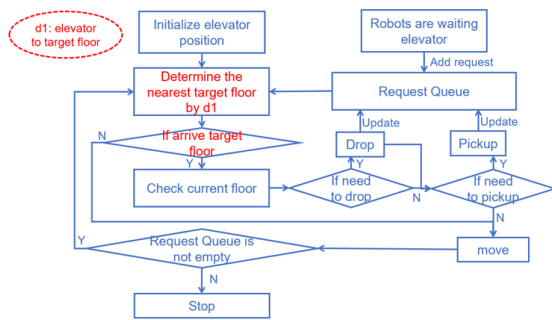 d1: elevator
to target floor
Initialize elevator
position
Robots are waiting
elevator
Add request
Determine the
nearest target floor
by d1
Request Queue
Update
Update
N
If arrive target
floor
Drop
Pickup
Y
Y
Y
Check current floor
If need
to drop
N
If need
to pickup
N
Y
Request Queue is
not empty
move
N
Stop